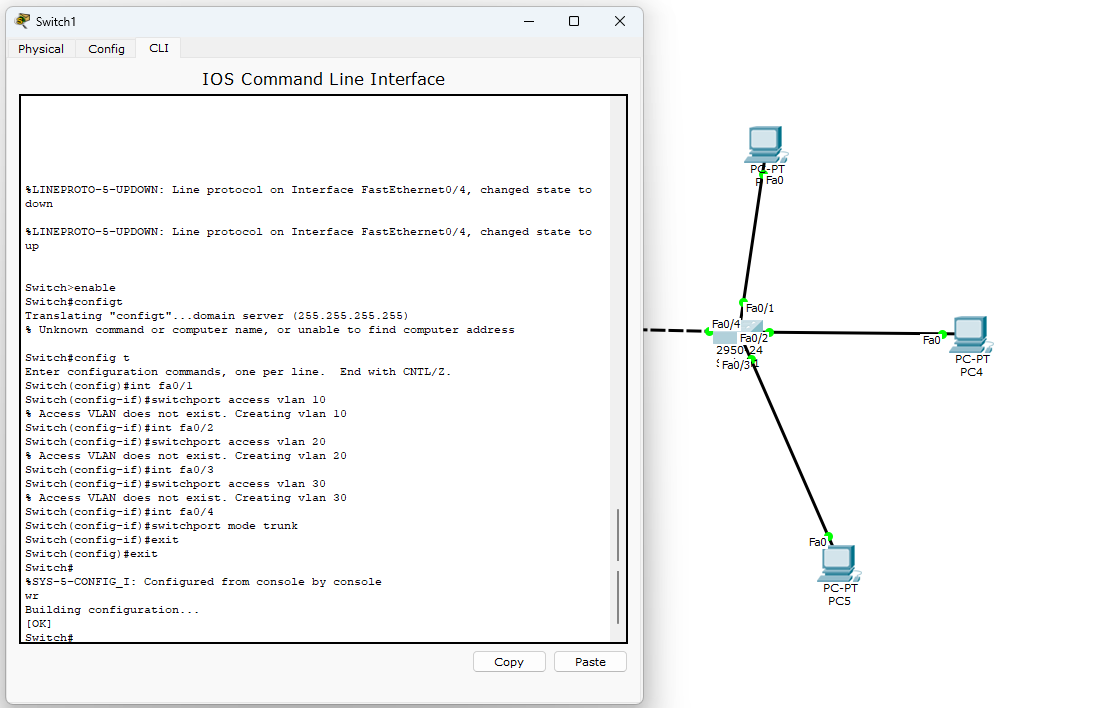 Switch1
Physical Config CLI
IOS Command Line Interface
%LINEPROTO-5-UPDOWN: Line protocol on Interface FastEthernet0/4, changed state to
down
%LINEPROTO-5-UPDOWN: Line protocol on Interface FastEthernet0/4, changed state to
up
Switch>enable
Switch#configt
Translating "configt"...domain server (255.255.255.255)
% Unknown command or computer name, or unable to find computer address
Switch#config t
Enter configuration commands, one per line.  End with CNTL/Z.
Switch(config)#int fa0/1
Switch(config-if)#switchport access vlan 10
% Access VLAN does not exist. Creating vlan 10
Switch(config-if)#int fa0/2
Switch(config-if)#switchport access vlan 20
% Access VLAN does not exist. Creating vlan 20
Switch(config-if)#int fa0/3
Switch(config-if)#switchport access vlan 30
% Access VLAN does not exist. Creating vlan 30
Switch(config-if)#int fa0/4
Switch(config-if)#switchport mode trunk
Switch(config-if)#exit
Switch(config)#exit
Switch#
%SYS-5-CONFIG_I: Configured from console by console
wr
Building configuration...
[OK]
Switch#
Copy Paste
PC-PT
Fa0
Fa0/1
Fa0/4
Fa0/2
2950-24
Fa0/3
Fa0
PC-PT
PC4
Fa0
PC-PT
PC5